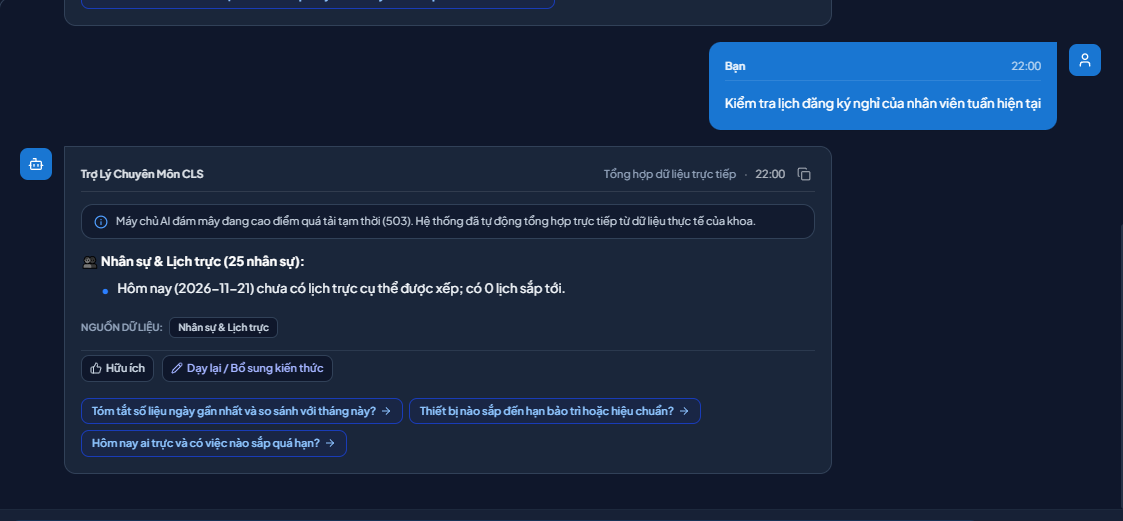 Bạn 22:00
Kiểm tra lịch đăng ký nghỉ của nhân viên tuần hiện tại
Trợ Lý Chuyên Môn CLS Tổng hợp dữ liệu trực tiếp · 22:00
Máy chủ AI đám mây đang cao điểm quá tải tạm thời (503). Hệ thống đã tự động tổng hợp trực tiếp từ dữ liệu thực tế của khoa.
Nhân sự & Lịch trực (25 nhân sự):
Hôm nay (2026-11-21) chưa có lịch trực cụ thể được xếp; có 0 lịch sắp tới.
NGUỒN DỮ LIỆU: Nhân sự & Lịch trực
Hữu ích Dạy lại / Bổ sung kiến thức
Tóm tắt số liệu ngày gần nhất và so sánh với tháng này? → Thiết bị nào sắp đến hạn bảo trì hoặc hiệu chuẩn? →
Hôm nay ai trực và có việc nào sắp quá hạn? →